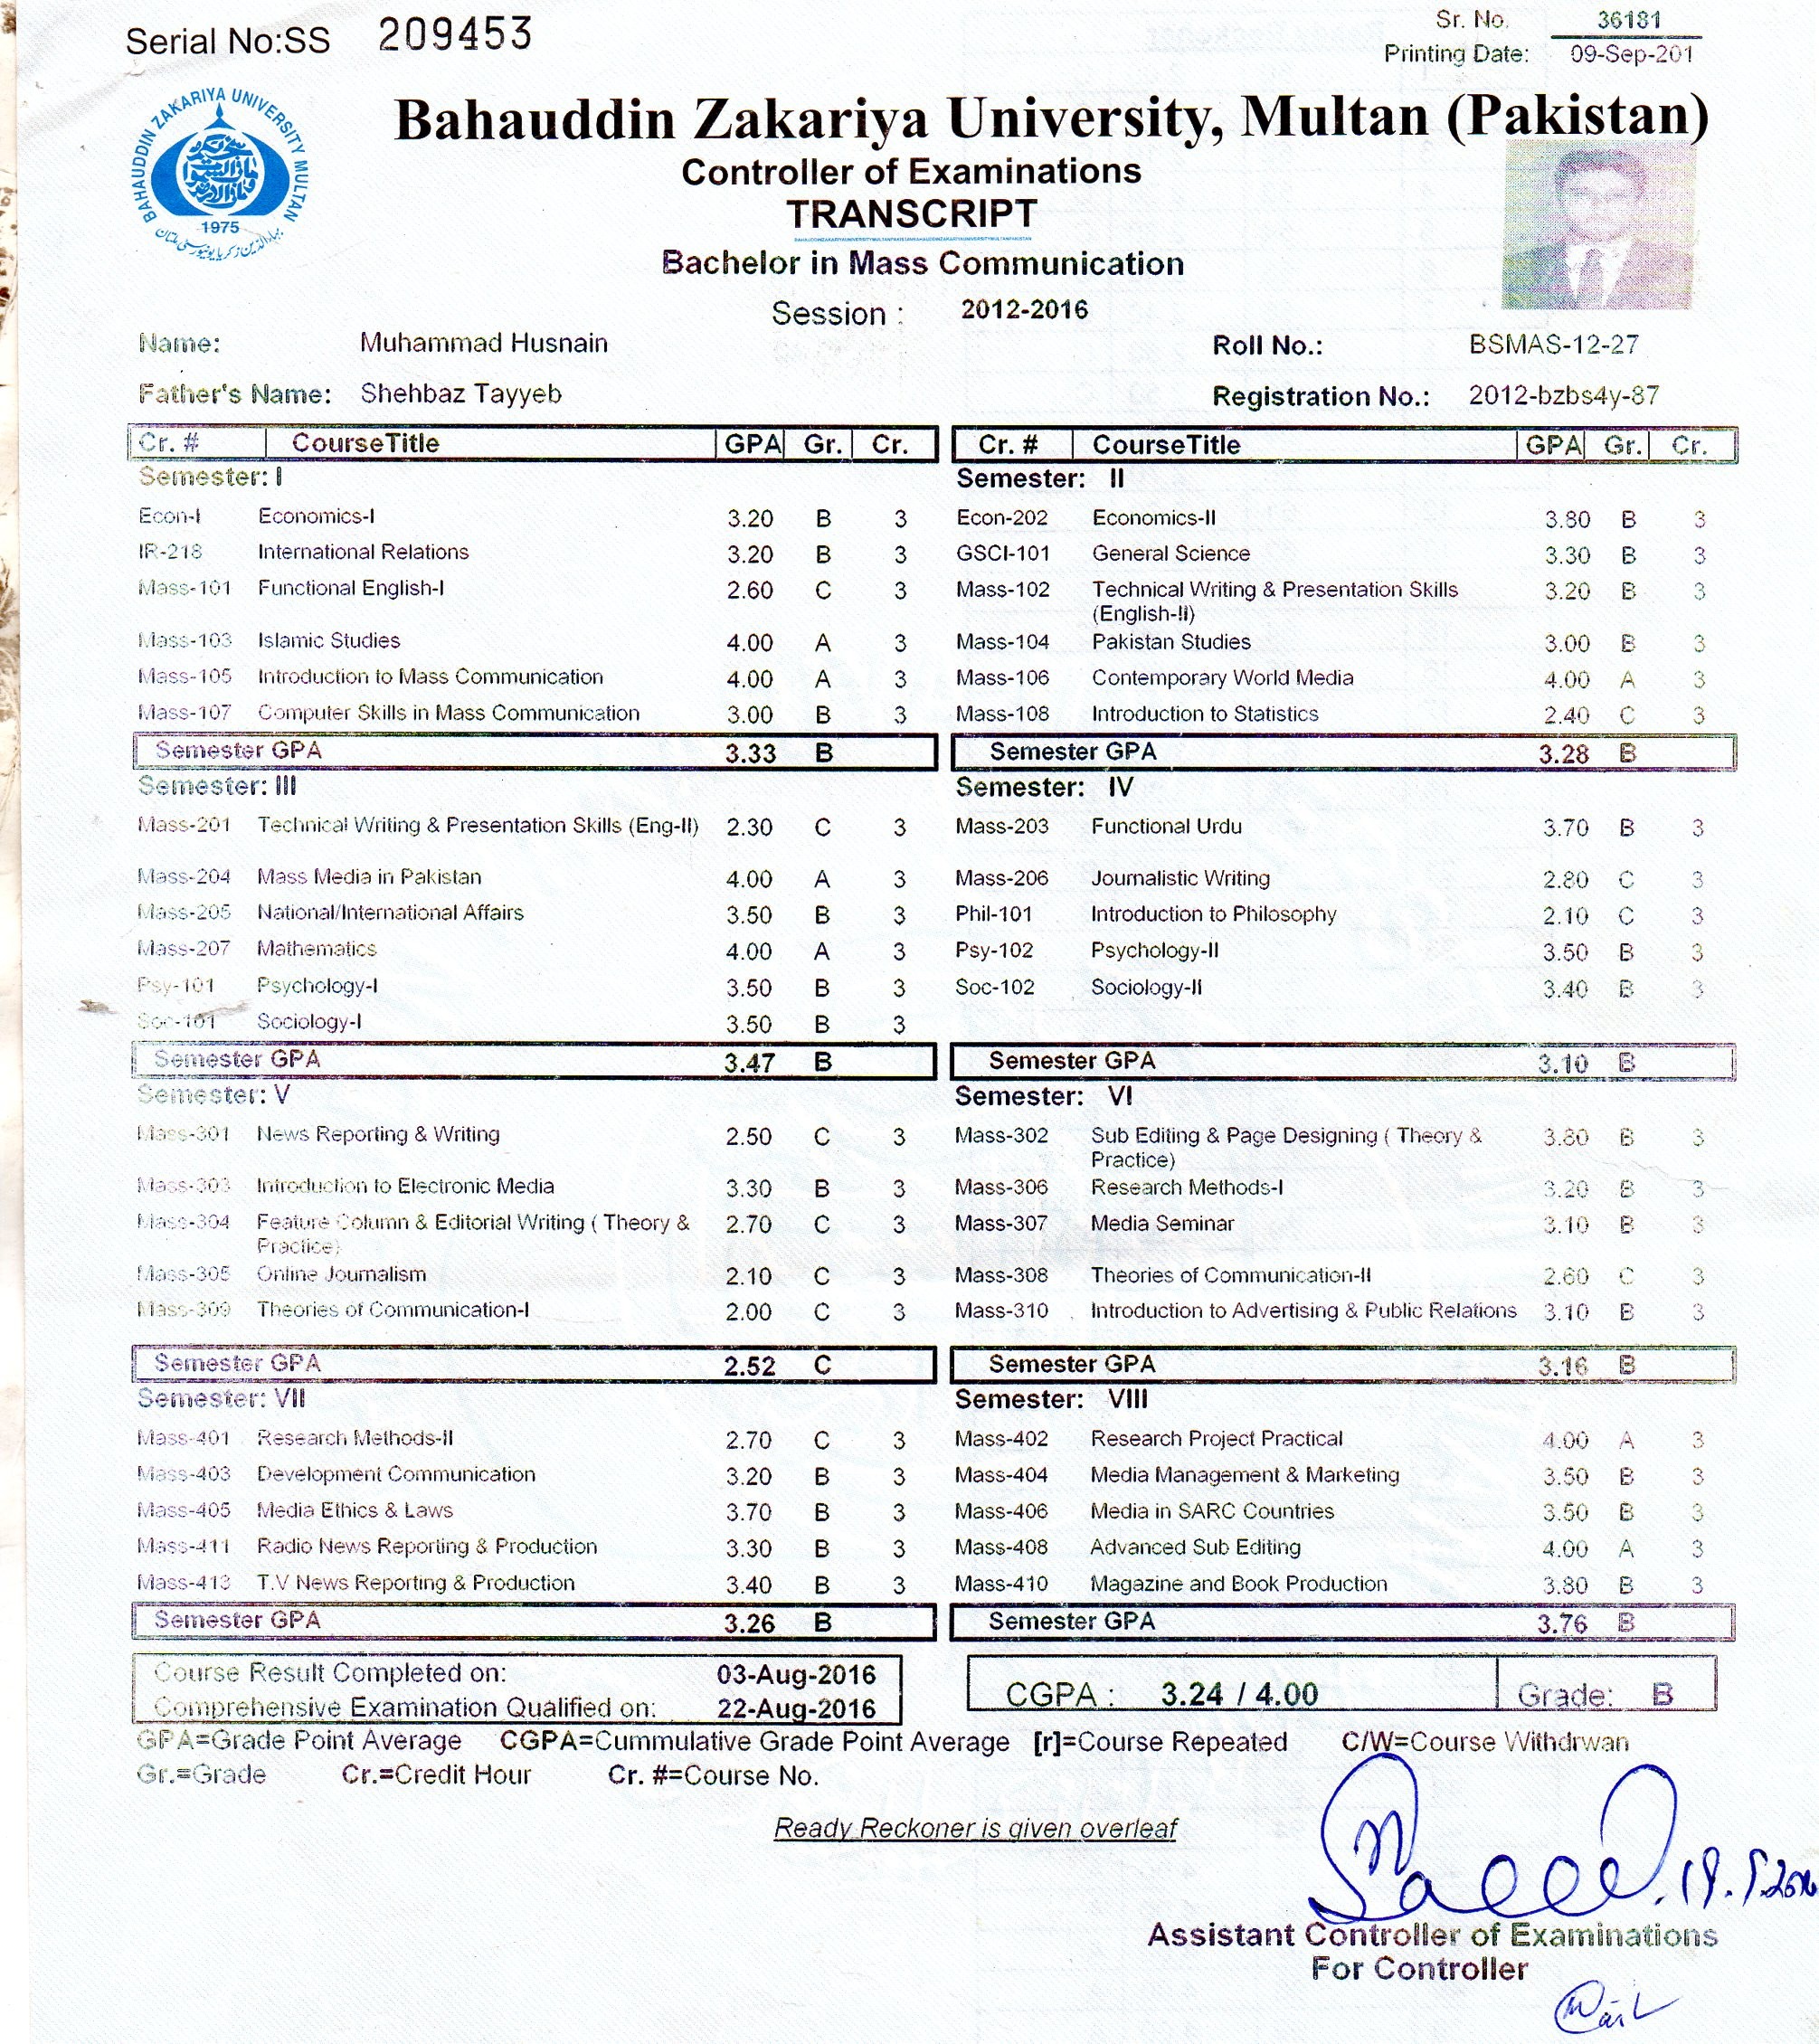 Serial No:SS 209453
Sr. No. 36181
Printing Date: 09-Sep-201
BAHAUDDIN ZAKARIYA UNIVERSITY MULTAN
1975
بہاءالدین زکریا یونیورسٹی ملتان
Bahauddin Zakariya University, Multan (Pakistan)
Controller of Examinations
TRANSCRIPT
Bachelor in Mass Communication
Session : 2012-2016
Name: Muhammad Husnain Roll No.: BSMAS-12-27
Father's Name: Shehbaz Tayyeb Registration No.: 2012-bzbs4y-87
Cr. # CourseTitle GPA Gr. Cr. Cr. # CourseTitle GPA Gr. Cr.
Semester: I Semester: II
Econ-I Economics-I 3.20 B 3 Econ-202 Economics-II 3.80 B 3
IR-218 International Relations 3.20 B 3 GSCI-101 General Science 3.30 B 3
Mass-101 Functional English-I 2.60 C 3 Mass-102 Technical Writing & Presentation Skills 3.20 B 3
(English-II)
Mass-103 Islamic Studies 4.00 A 3 Mass-104 Pakistan Studies 3.00 B 3
Mass-105 Introduction to Mass Communication 4.00 A 3 Mass-106 Contemporary World Media 4.00 A 3
Mass-107 Computer Skills in Mass Communication 3.00 B 3 Mass-108 Introduction to Statistics 2.40 C 3
Semester GPA 3.33 B Semester GPA 3.28 B
Semester: III Semester: IV
Mass-201 Technical Writing & Presentation Skills (Eng-II) 2.30 C 3 Mass-203 Functional Urdu 3.70 B 3
Mass-204 Mass Media in Pakistan 4.00 A 3 Mass-206 Journalistic Writing 2.80 C 3
Mass-205 National/International Affairs 3.50 B 3 Phil-101 Introduction to Philosophy 2.10 C 3
Mass-207 Mathematics 4.00 A 3 Psy-102 Psychology-II 3.50 B 3
Psy-101 Psychology-I 3.50 B 3 Soc-102 Sociology-II 3.40 B 3
Soc-101 Sociology-I 3.50 B 3
Semester GPA 3.47 B Semester GPA 3.10 B
Semester: V Semester: VI
Mass-301 News Reporting & Writing 2.50 C 3 Mass-302 Sub Editing & Page Designing ( Theory & 3.80 B 3
Practice)
Mass-303 Introduction to Electronic Media 3.30 B 3 Mass-306 Research Methods-I 3.20 B 3
Mass-304 Feature Column & Editorial Writing ( Theory & 2.70 C 3 Mass-307 Media Seminar 3.10 B 3
Practice)
Mass-305 Online Journalism 2.10 C 3 Mass-308 Theories of Communication-II 2.60 C 3
Mass-309 Theories of Communication-I 2.00 C 3 Mass-310 Introduction to Advertising & Public Relations 3.10 B 3
Semester GPA 2.52 C Semester GPA 3.16 B
Semester: VII Semester: VIII
Mass-401 Research Methods-II 2.70 C 3 Mass-402 Research Project Practical 4.00 A 3
Mass-403 Development Communication 3.20 B 3 Mass-404 Media Management & Marketing 3.50 B 3
Mass-405 Media Ethics & Laws 3.70 B 3 Mass-406 Media in SARC Countries 3.50 B 3
Mass-411 Radio News Reporting & Production 3.30 B 3 Mass-408 Advanced Sub Editing 4.00 A 3
Mass-413 T.V News Reporting & Production 3.40 B 3 Mass-410 Magazine and Book Production 3.80 B 3
Semester GPA 3.26 B Semester GPA 3.76 B
Course Result Completed on: 03-Aug-2016 CGPA : 3.24 / 4.00 Grade: B
Comprehensive Examination Qualified on: 22-Aug-2016
GPA=Grade Point Average CGPA=Cummulative Grade Point Average [r]=Course Repeated C/W=Course Withdrwan
Gr.=Grade Cr.=Credit Hour Cr. #=Course No.
Ready Reckoner is given overleaf
Assistant Controller of Examinations
For Controller